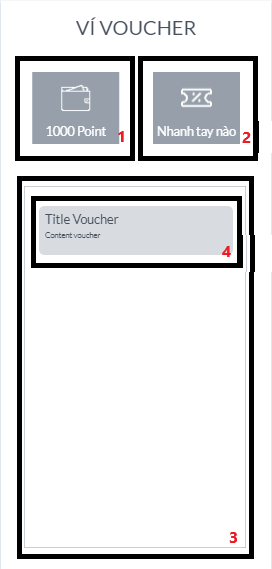 VÍ VOUCHER
1000 Point
1
Nhanh tay nào
2
Title Voucher
Content voucher
4
3